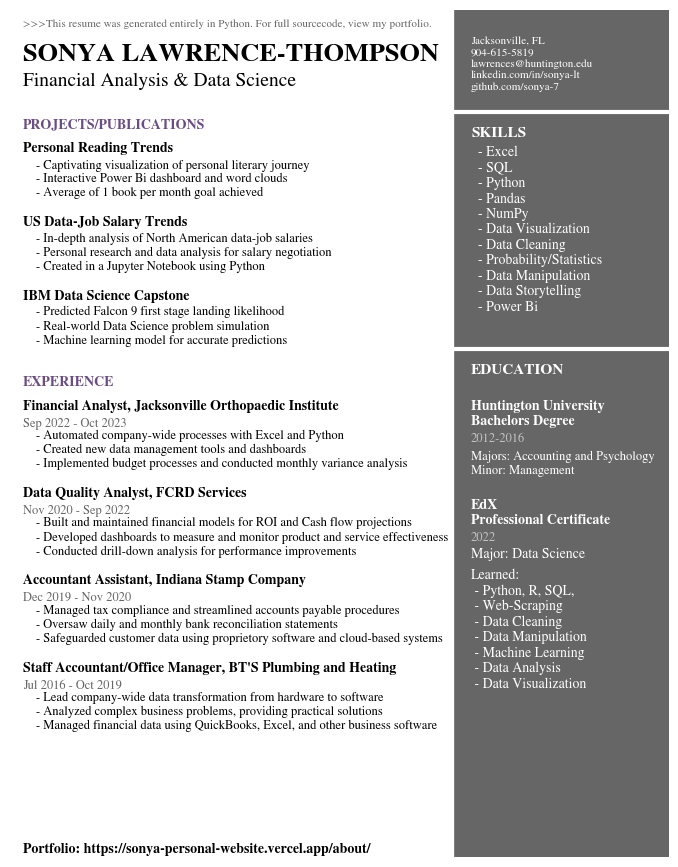 >>>This resume was generated entirely in Python. For full sourcecode, view my portfolio.
SONYA LAWRENCE-THOMPSON
Financial Analysis & Data Science
PROJECTS/PUBLICATIONS
Personal Reading Trends
- Captivating visualization of personal literary journey
- Interactive Power Bi dashboard and word clouds
- Average of 1 book per month goal achieved
US Data-Job Salary Trends
- In-depth analysis of North American data-job salaries
- Personal research and data analysis for salary negotiation
- Created in a Jupyter Notebook using Python
IBM Data Science Capstone
- Predicted Falcon 9 first stage landing likelihood
- Real-world Data Science problem simulation
- Machine learning model for accurate predictions
EXPERIENCE
Financial Analyst, Jacksonville Orthopaedic Institute
Sep 2022 - Oct 2023
- Automated company-wide processes with Excel and Python
- Created new data management tools and dashboards
- Implemented budget processes and conducted monthly variance analysis
Data Quality Analyst, FCRD Services
Nov 2020 - Sep 2022
- Built and maintained financial models for ROI and Cash flow projections
- Developed dashboards to measure and monitor product and service effectiveness
- Conducted drill-down analysis for performance improvements
Accountant Assistant, Indiana Stamp Company
Dec 2019 - Nov 2020
- Managed tax compliance and streamlined accounts payable procedures
- Oversaw daily and monthly bank reconciliation statements
- Safeguarded customer data using proprietory software and cloud-based systems
Staff Accountant/Office Manager, BT'S Plumbing and Heating
Jul 2016 - Oct 2019
- Lead company-wide data transformation from hardware to software
- Analyzed complex business problems, providing practical solutions
- Managed financial data using QuickBooks, Excel, and other business software
Portfolio: https://sonya-personal-website.vercel.app/about/
Jacksonville, FL
904-615-5819
lawrences@huntington.edu
linkedin.com/in/sonya-lt
github.com/sonya-7
SKILLS
- Excel
- SQL
- Python
- Pandas
- NumPy
- Data Visualization
- Data Cleaning
- Probability/Statistics
- Data Manipulation
- Data Storytelling
- Power Bi
EDUCATION
Huntington University
Bachelors Degree
2012-2016
Majors: Accounting and Psychology
Minor: Management
EdX
Professional Certificate
2022
Major: Data Science
Learned:
- Python, R, SQL,
- Web-Scraping
- Data Cleaning
- Data Manipulation
- Machine Learning
- Data Analysis
- Data Visualization